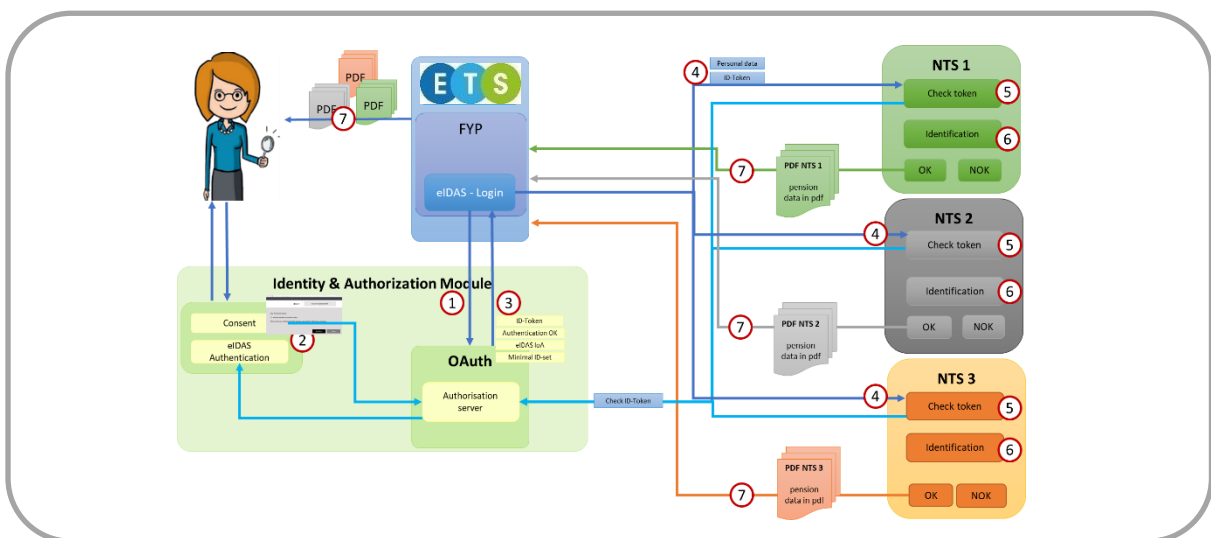 PDF
PDF
PDF
7
ETS
FYP
eIDAS - Login
Identity & Authorization Module
1
3
Consent
2
eIDAS
Authentication
ID-Token
Authentication OK
eIDAS loA
Minimal ID-set
OAuth
Authorisation
server
Check ID-Token
4
Personal data
ID-Token
NTS 1
Check token
5
Identification
6
OK
NOK
7
PDF NTS 1
pension
data in pdf
NTS 2
4
Check token
5
Identification
6
OK
NOK
7
PDF NTS 2
pension
data in pdf
NTS 3
4
Check token
5
Identification
6
OK
NOK
7
PDF NTS 3
pension
data in pdf